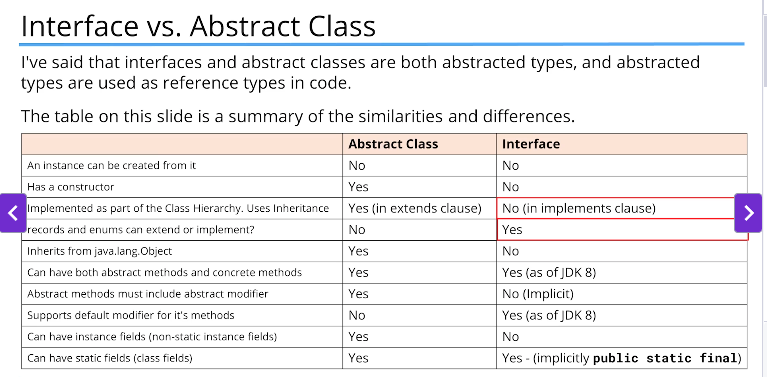 Interface vs. Abstract Class
I've said that interfaces and abstract classes are both abstracted types, and abstracted
types are used as reference types in code.
The table on this slide is a summary of the similarities and differences.
Abstract Class Interface
An instance can be created from it No No
Has a constructor Yes No
Implemented as part of the Class Hierarchy. Uses Inheritance Yes (in extends clause) No (in implements clause)
records and enums can extend or implement? No Yes
Inherits from java.lang.Object Yes No
Can have both abstract methods and concrete methods Yes Yes (as of JDK 8)
Abstract methods must include abstract modifier Yes No (Implicit)
Supports default modifier for it's methods No Yes (as of JDK 8)
Can have instance fields (non-static instance fields) Yes No
Can have static fields (class fields) Yes Yes - (implicitly public static final)